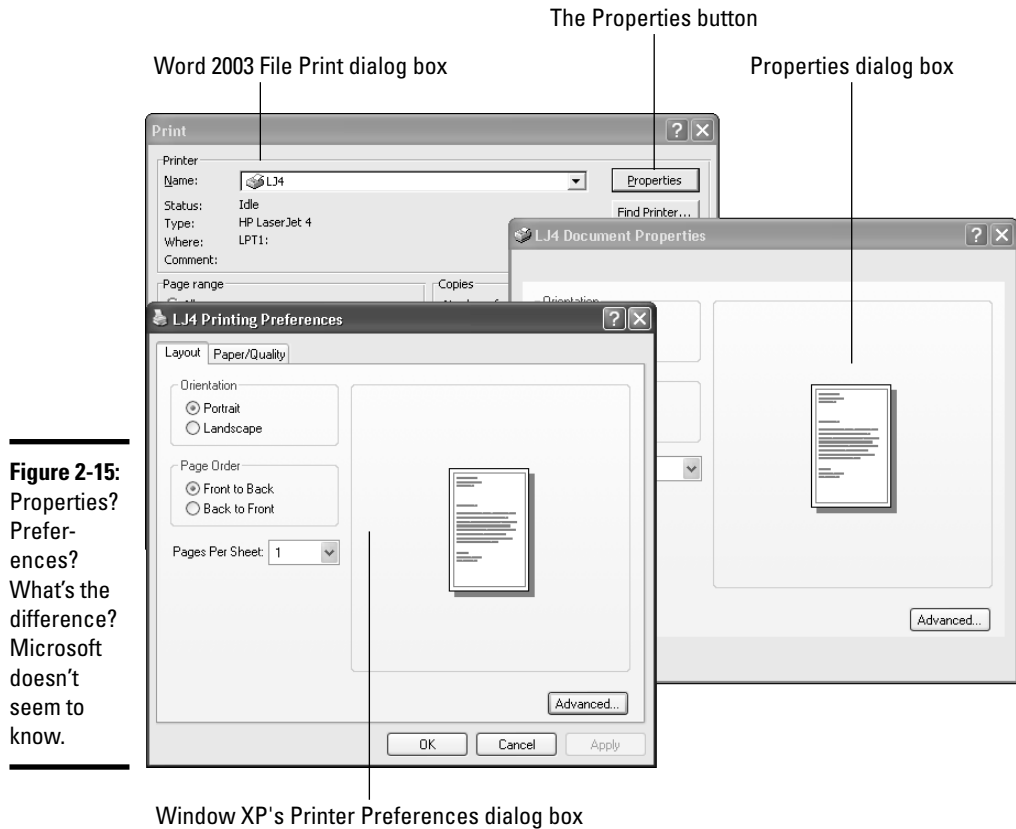 The Properties button
Word 2003 File Print dialog box
Properties dialog box
Print
Printer
Name:
LJ4
Properties
Status:
Idle
Find Printer...
Type:
HP LaserJet 4
Where:
LPT1:
Comment:
LJ4 Document Properties
Page range
Copies
Orientation
LJ4 Printing Preferences
Layout
Paper/Quality
Orientation
Portrait
Landscape
Page Order
Front to Back
Back to Front
Pages Per Sheet:
1
Advanced...
Advanced...
OK
Cancel
Apply
Figure 2-15:
Properties?
Prefer-
ences?
What's the
difference?
Microsoft
doesn't
seem to
know.
Window XP's Printer Preferences dialog box